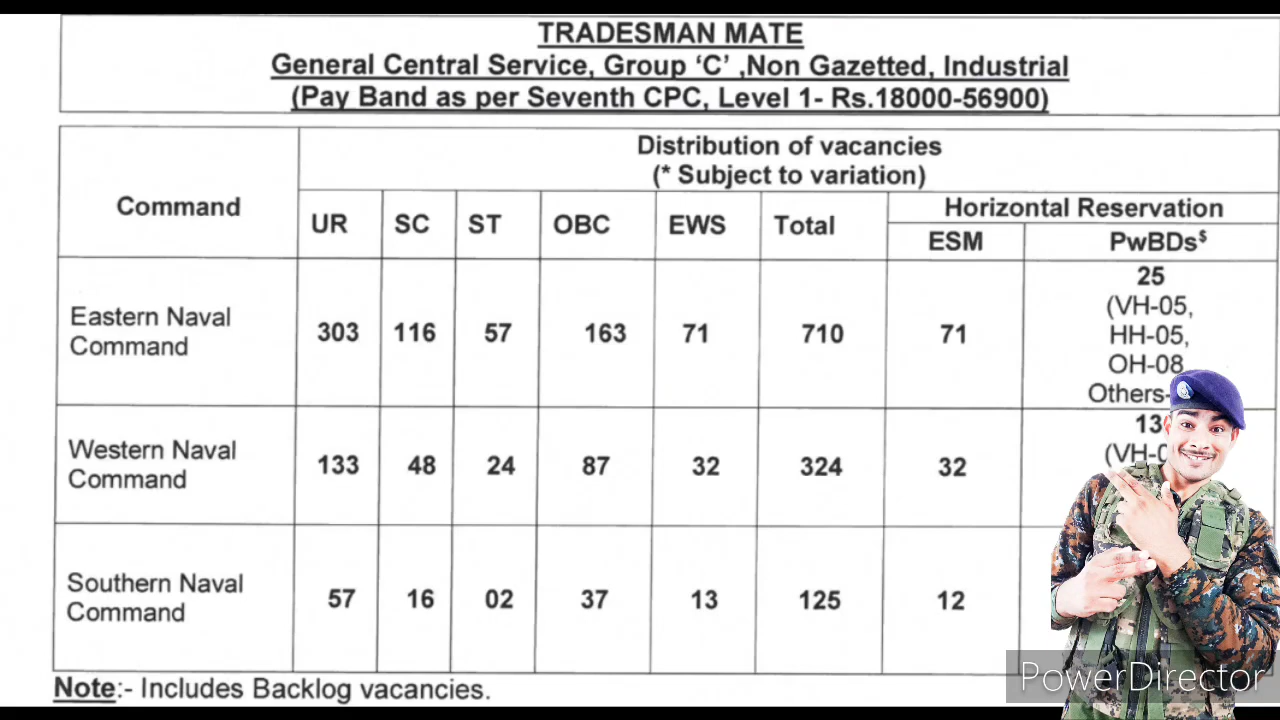 TRADESMAN MATE
General Central Service, Group ‘C’ ,Non Gazetted, Industrial
(Pay Band as per Seventh CPC, Level 1- Rs.18000-56900)
Command
Distribution of vacancies
(* Subject to variation)
UR SC ST OBC EWS Total
Horizontal Reservation
ESM PwBDs$
Eastern Naval
Command
303 116 57 163 71 710 71
25
(VH-05,
HH-05,
OH-08
Others-
Western Naval
Command
133 48 24 87 32 324 32
13
(VH-0
Southern Naval
Command
57 16 02 37 13 125 12
Note:- Includes Backlog vacancies.
PowerDirector